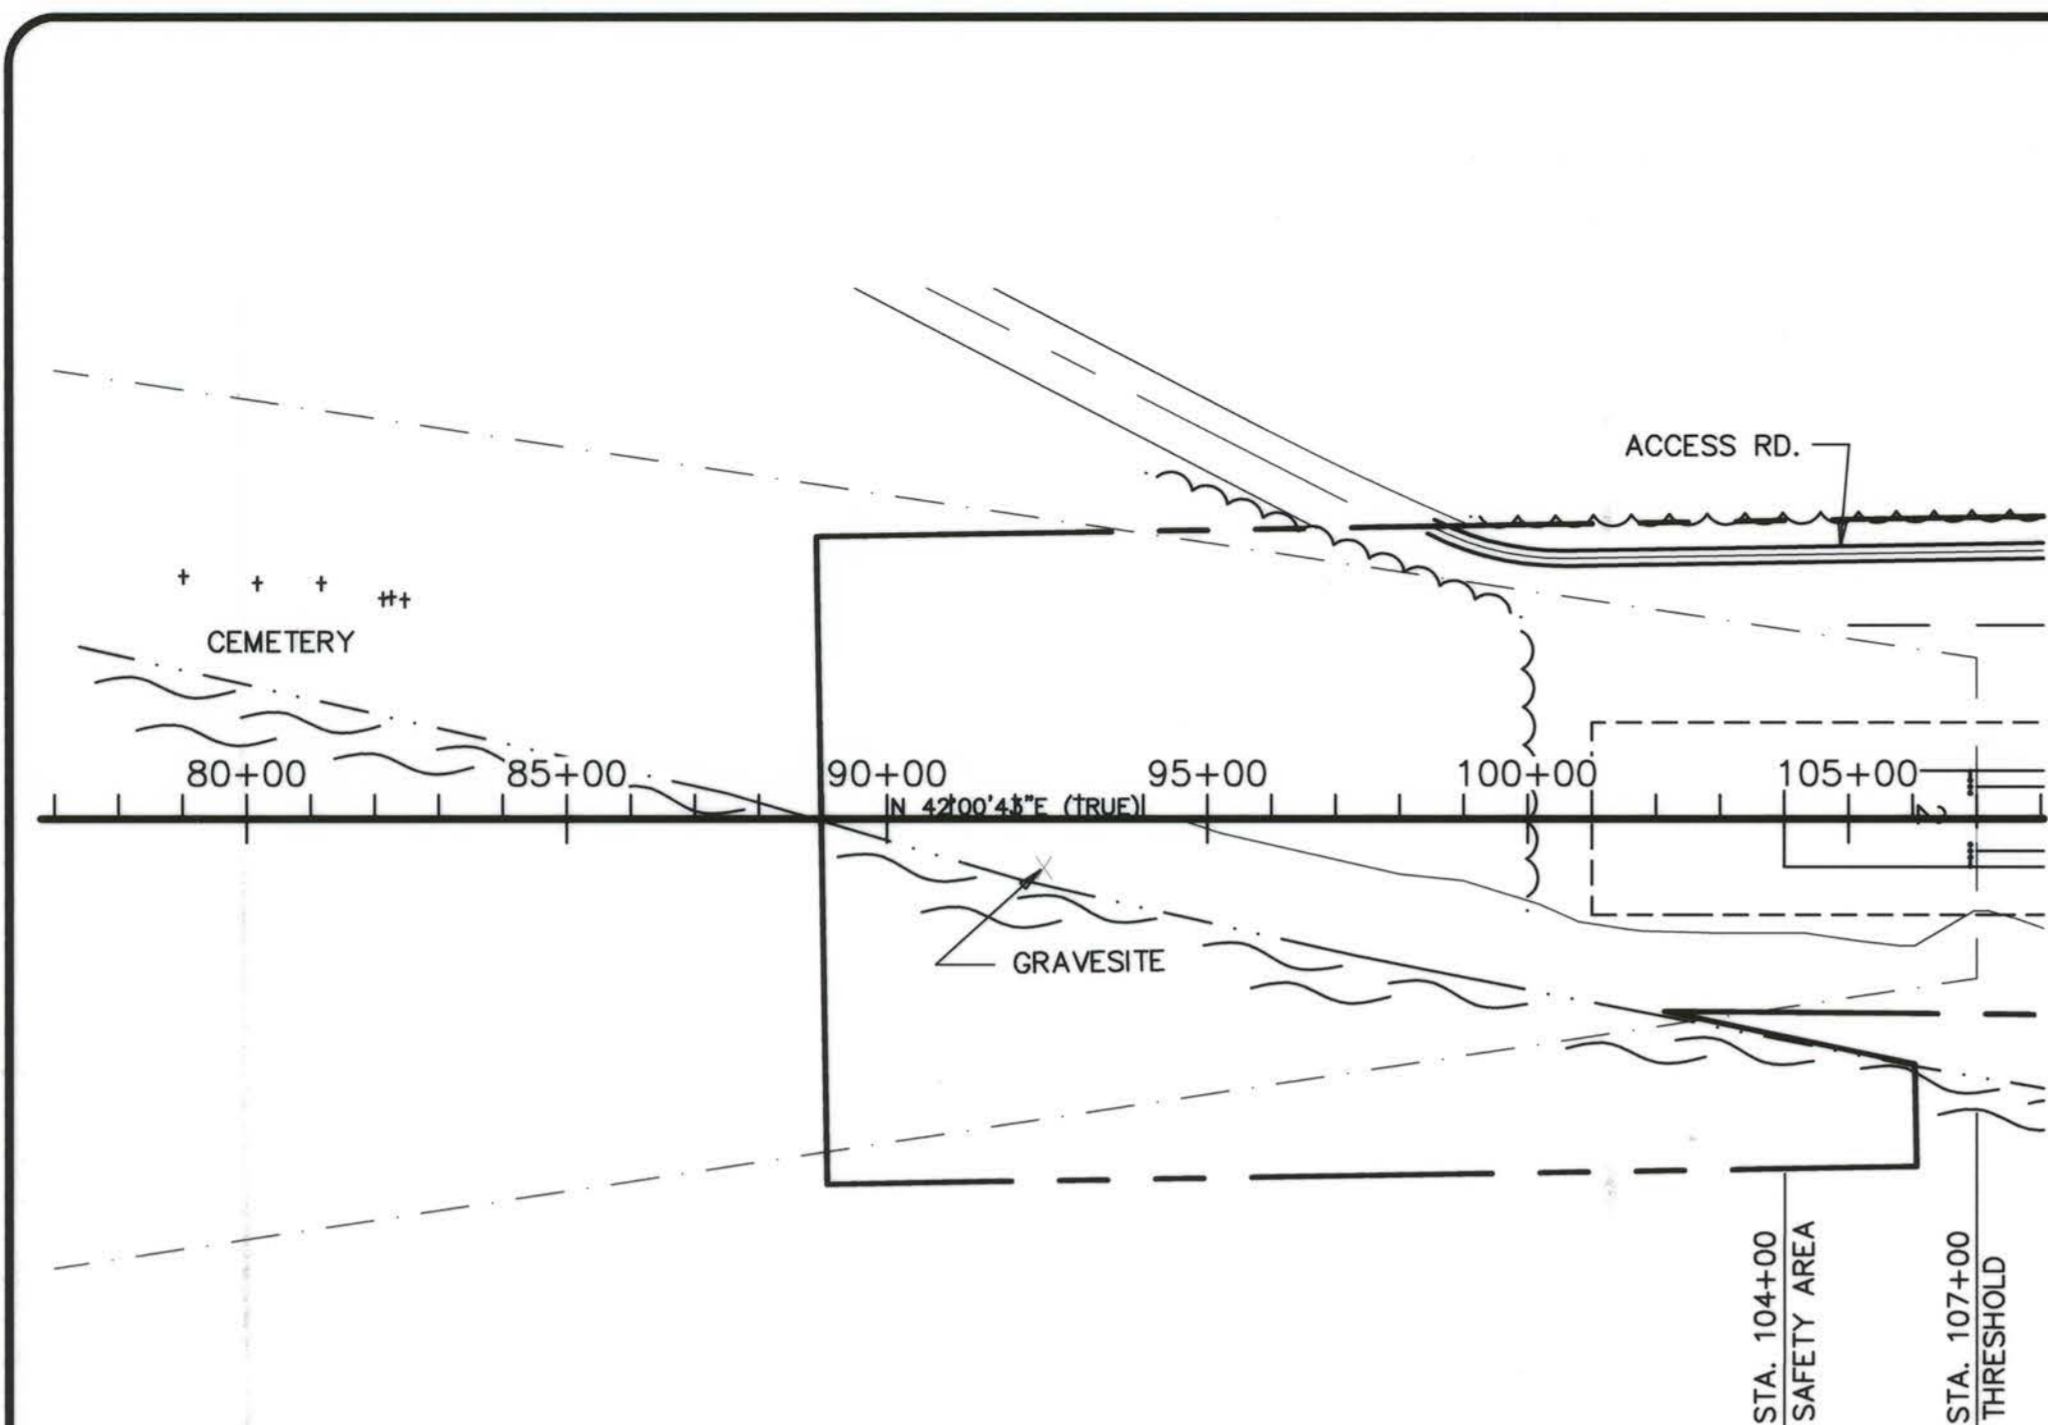 ACCESS RD.
CEMETERY
80+00 85+00 90+00 95+00 100+00 105+00
N 42°00'43"E (TRUE)
2
GRAVESITE
STA. 104+00
SAFETY AREA
STA. 107+00
THRESHOLD